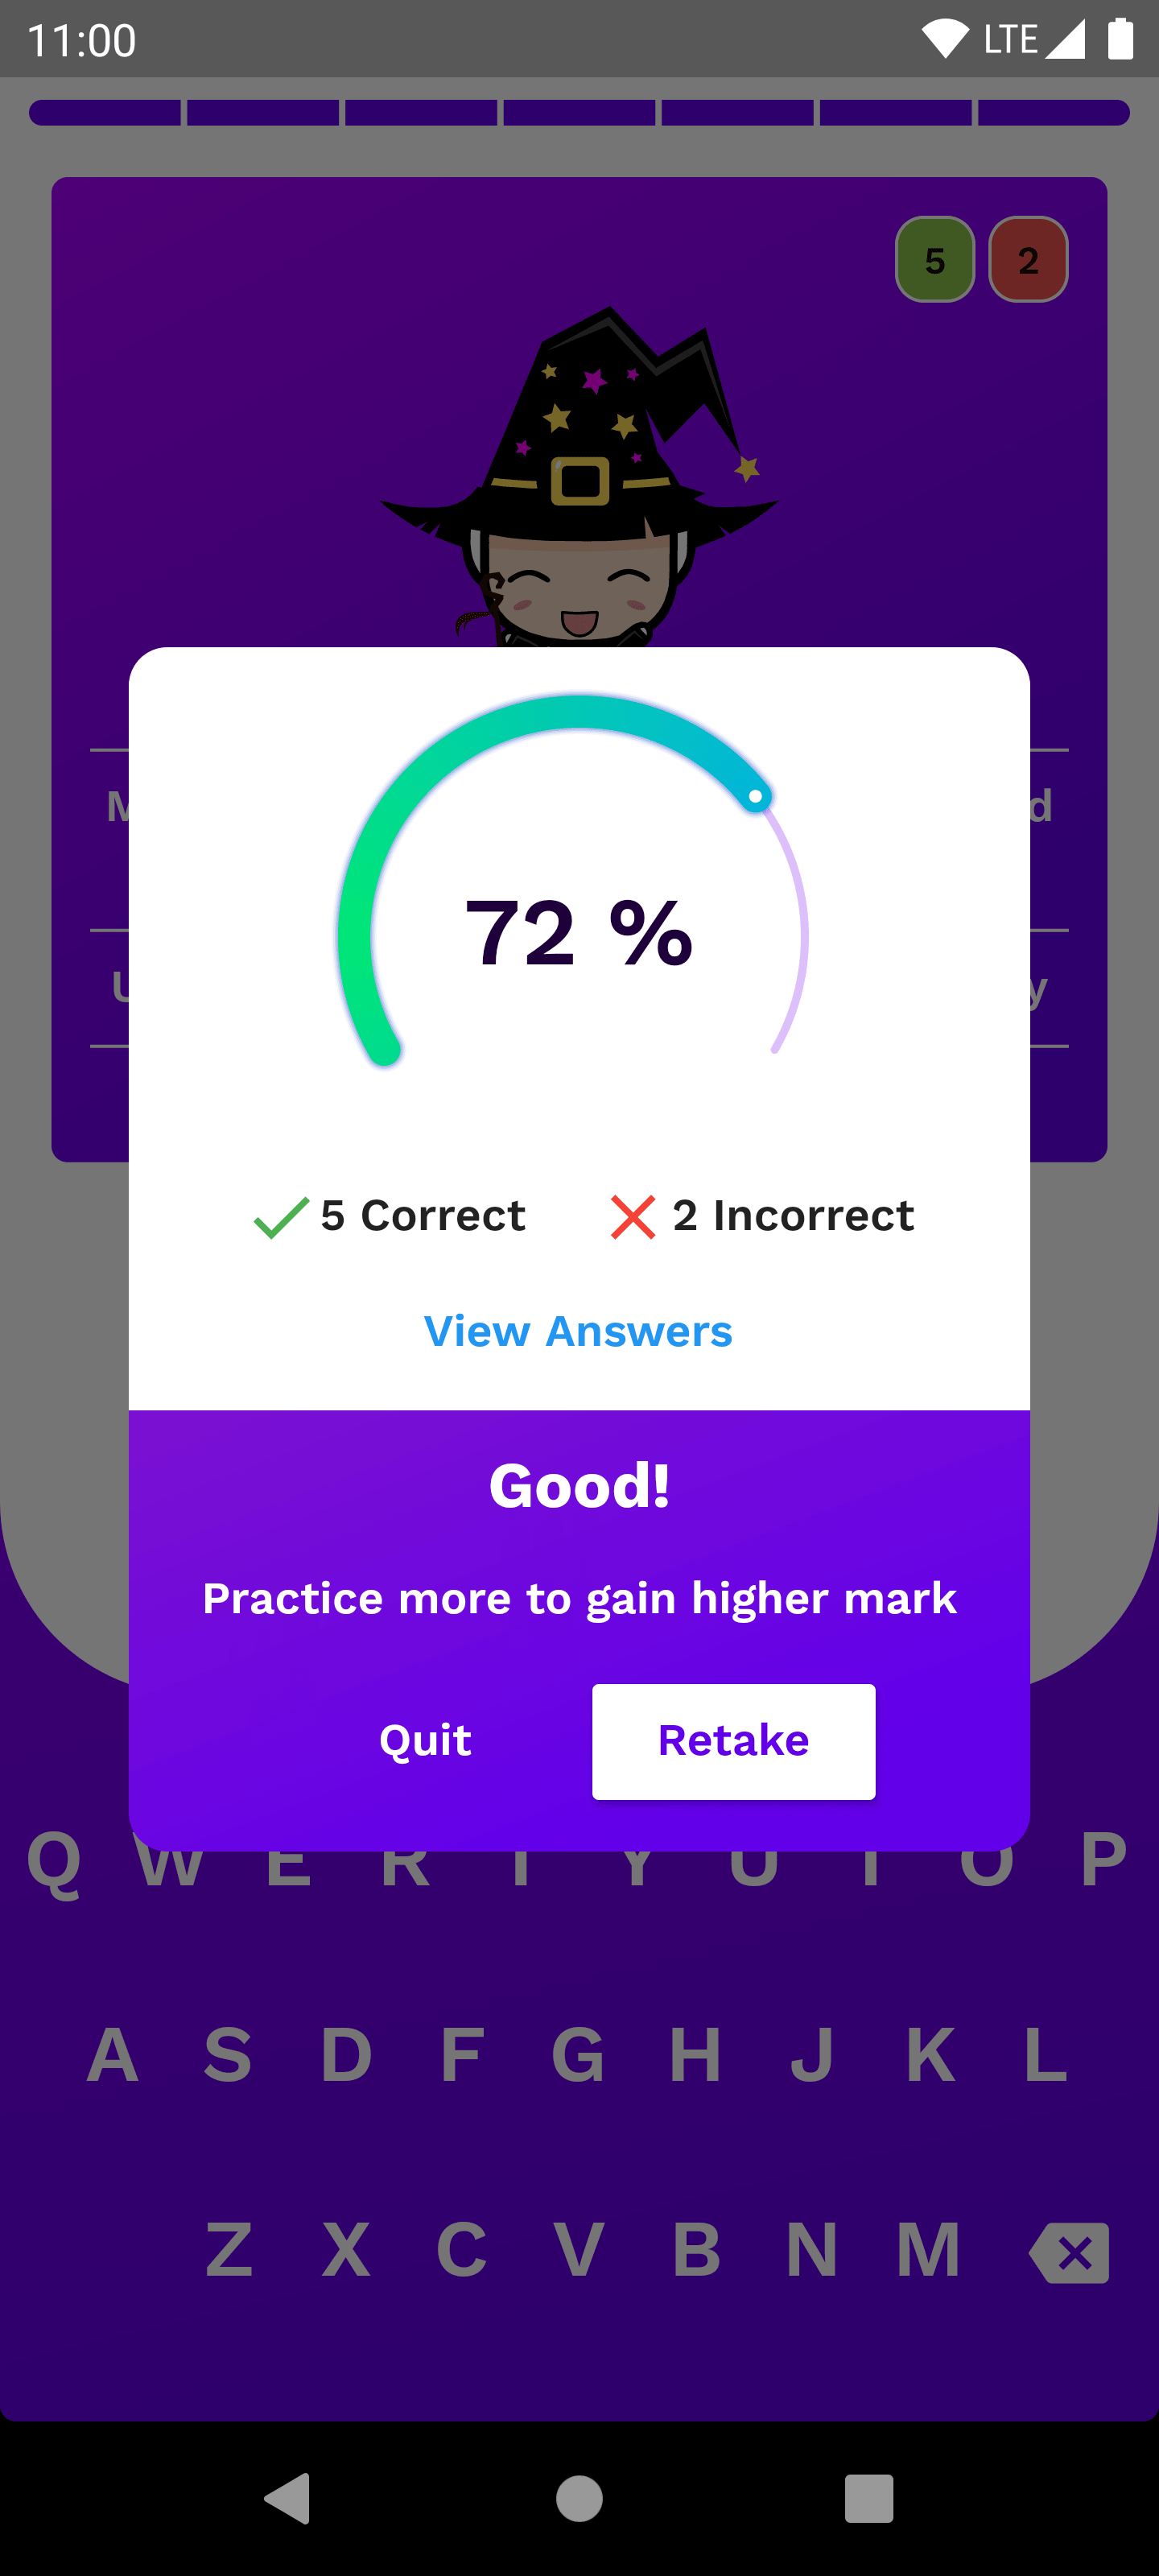 11:00 LTE
5 2
72 %
5 Correct 2 Incorrect
View Answers
Good!
Practice more to gain higher mark
Quit Retake
Q W E R T Y U I O P
A S D F G H J K L
Z X C V B N M